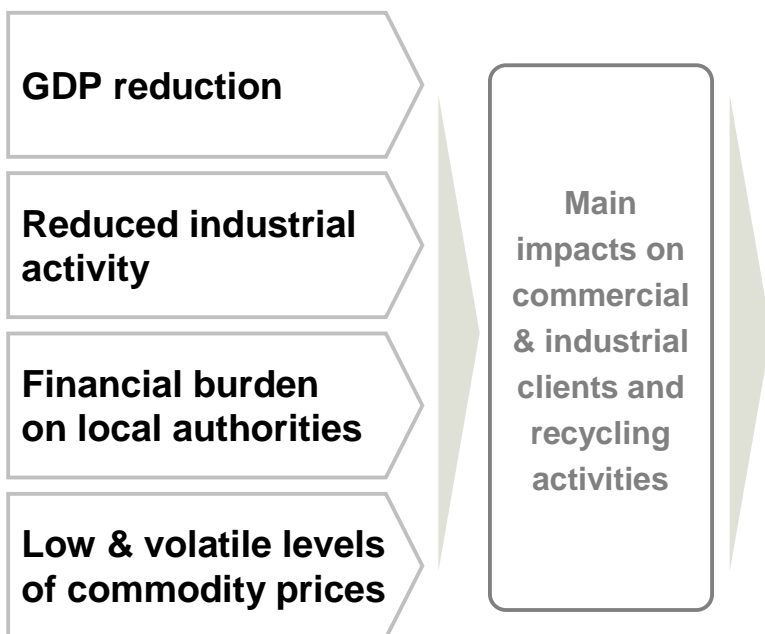 GDP reduction
Reduced industrial
activity
Financial burden
on local authorities
Low & volatile levels
of commodity prices
Main
impacts on
commercial
& industrial
clients and
recycling
activities